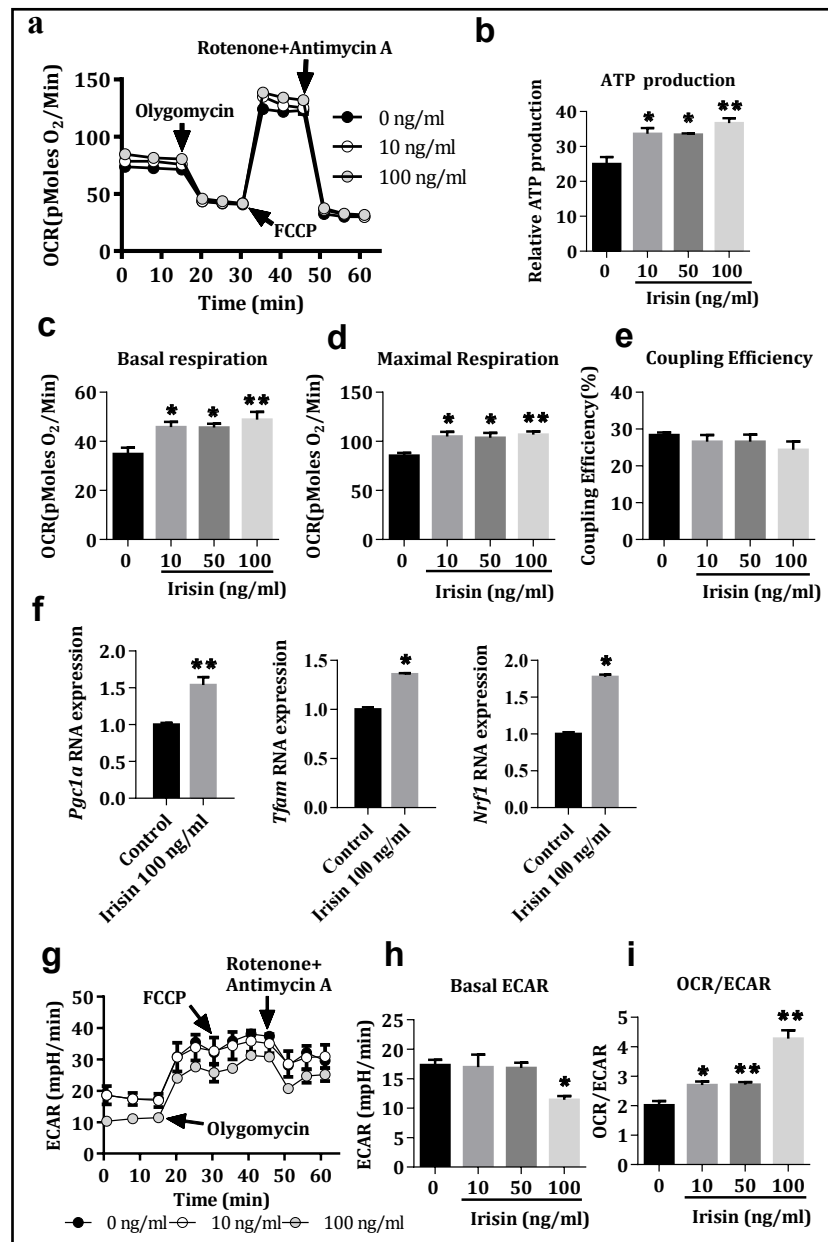 a
Rotenone+Antimycin A
Olygomycin
FCCP
0 ng/ml
10 ng/ml
100 ng/ml
OCR(pMoles O₂/Min)
150
100
50
0
0 10 20 30 40 50 60
Time (min)
b
ATP production
Relative ATP production
40
30
20
10
0
* * **
0 10 50 100
Irisin (ng/ml)
c
Basal respiration
OCR(pMoles O₂/Min)
60
40
20
0
* * **
0 10 50 100
Irisin (ng/ml)
d
Maximal Respiration
OCR(pMoles O₂/Min)
150
100
50
0
* * **
0 10 50 100
Irisin (ng/ml)
e
Coupling Efficiency
Coupling Efficiency(%)
40
30
20
10
0
0 10 50 100
Irisin (ng/ml)
f
Pgc1a RNA expression
2.0
1.5
1.0
0.5
0.0
**
Control
Irisin 100 ng/ml
Tfam RNA expression
1.5
1.0
0.5
0.0
*
Control
Irisin 100 ng/ml
Nrf1 RNA expression
2.0
1.5
1.0
0.5
0.0
*
Control
Irisin 100 ng/ml
g
Rotenone+
Antimycin A
FCCP
Olygomycin
ECAR (mpH/min)
50
40
30
20
10
0
0 10 20 30 40 50 60
Time (min)
0 ng/ml 10 ng/ml 100 ng/ml
h
Basal ECAR
ECAR (mpH/min)
25
20
15
10
5
0
*
0 10 50 100
Irisin (ng/ml)
i
OCR/ECAR
OCR/ECAR
5
4
3
2
1
0
* ** **
0 10 50 100
Irisin (ng/ml)